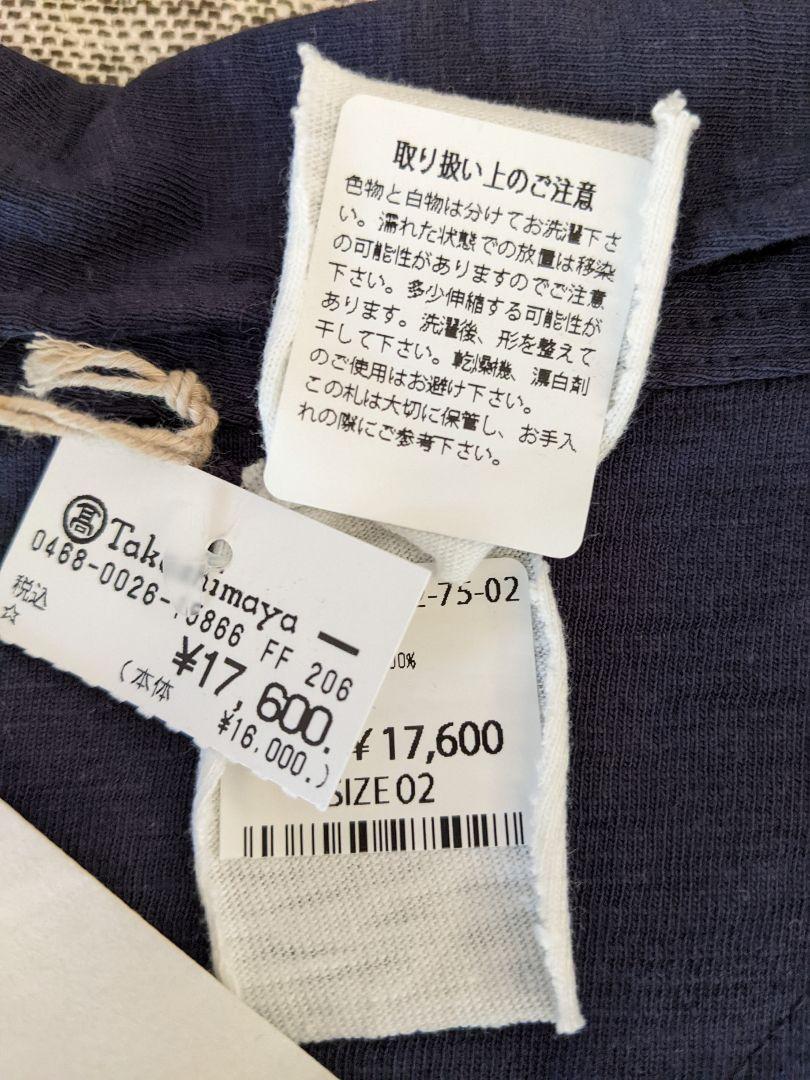 取り扱い上のご注意
色物と白物は分けてお洗濯下さ
い。濡れた状態での放置は移染
の可能性がありますのでご注意
下さい。多少伸縮する可能性が
あります。洗濯後、形を整えて
干して下さい。乾燥機、漂白剤
のご使用はお避け下さい。
この札は大切に保管し、お手入
れの際にご参考下さい。
髙 Takashimaya
0468-0026-15866 FF 206
税込
☆
¥17,600.
(本体 ¥16,000.)
-75-02
00%
¥ 17,600
SIZE 02